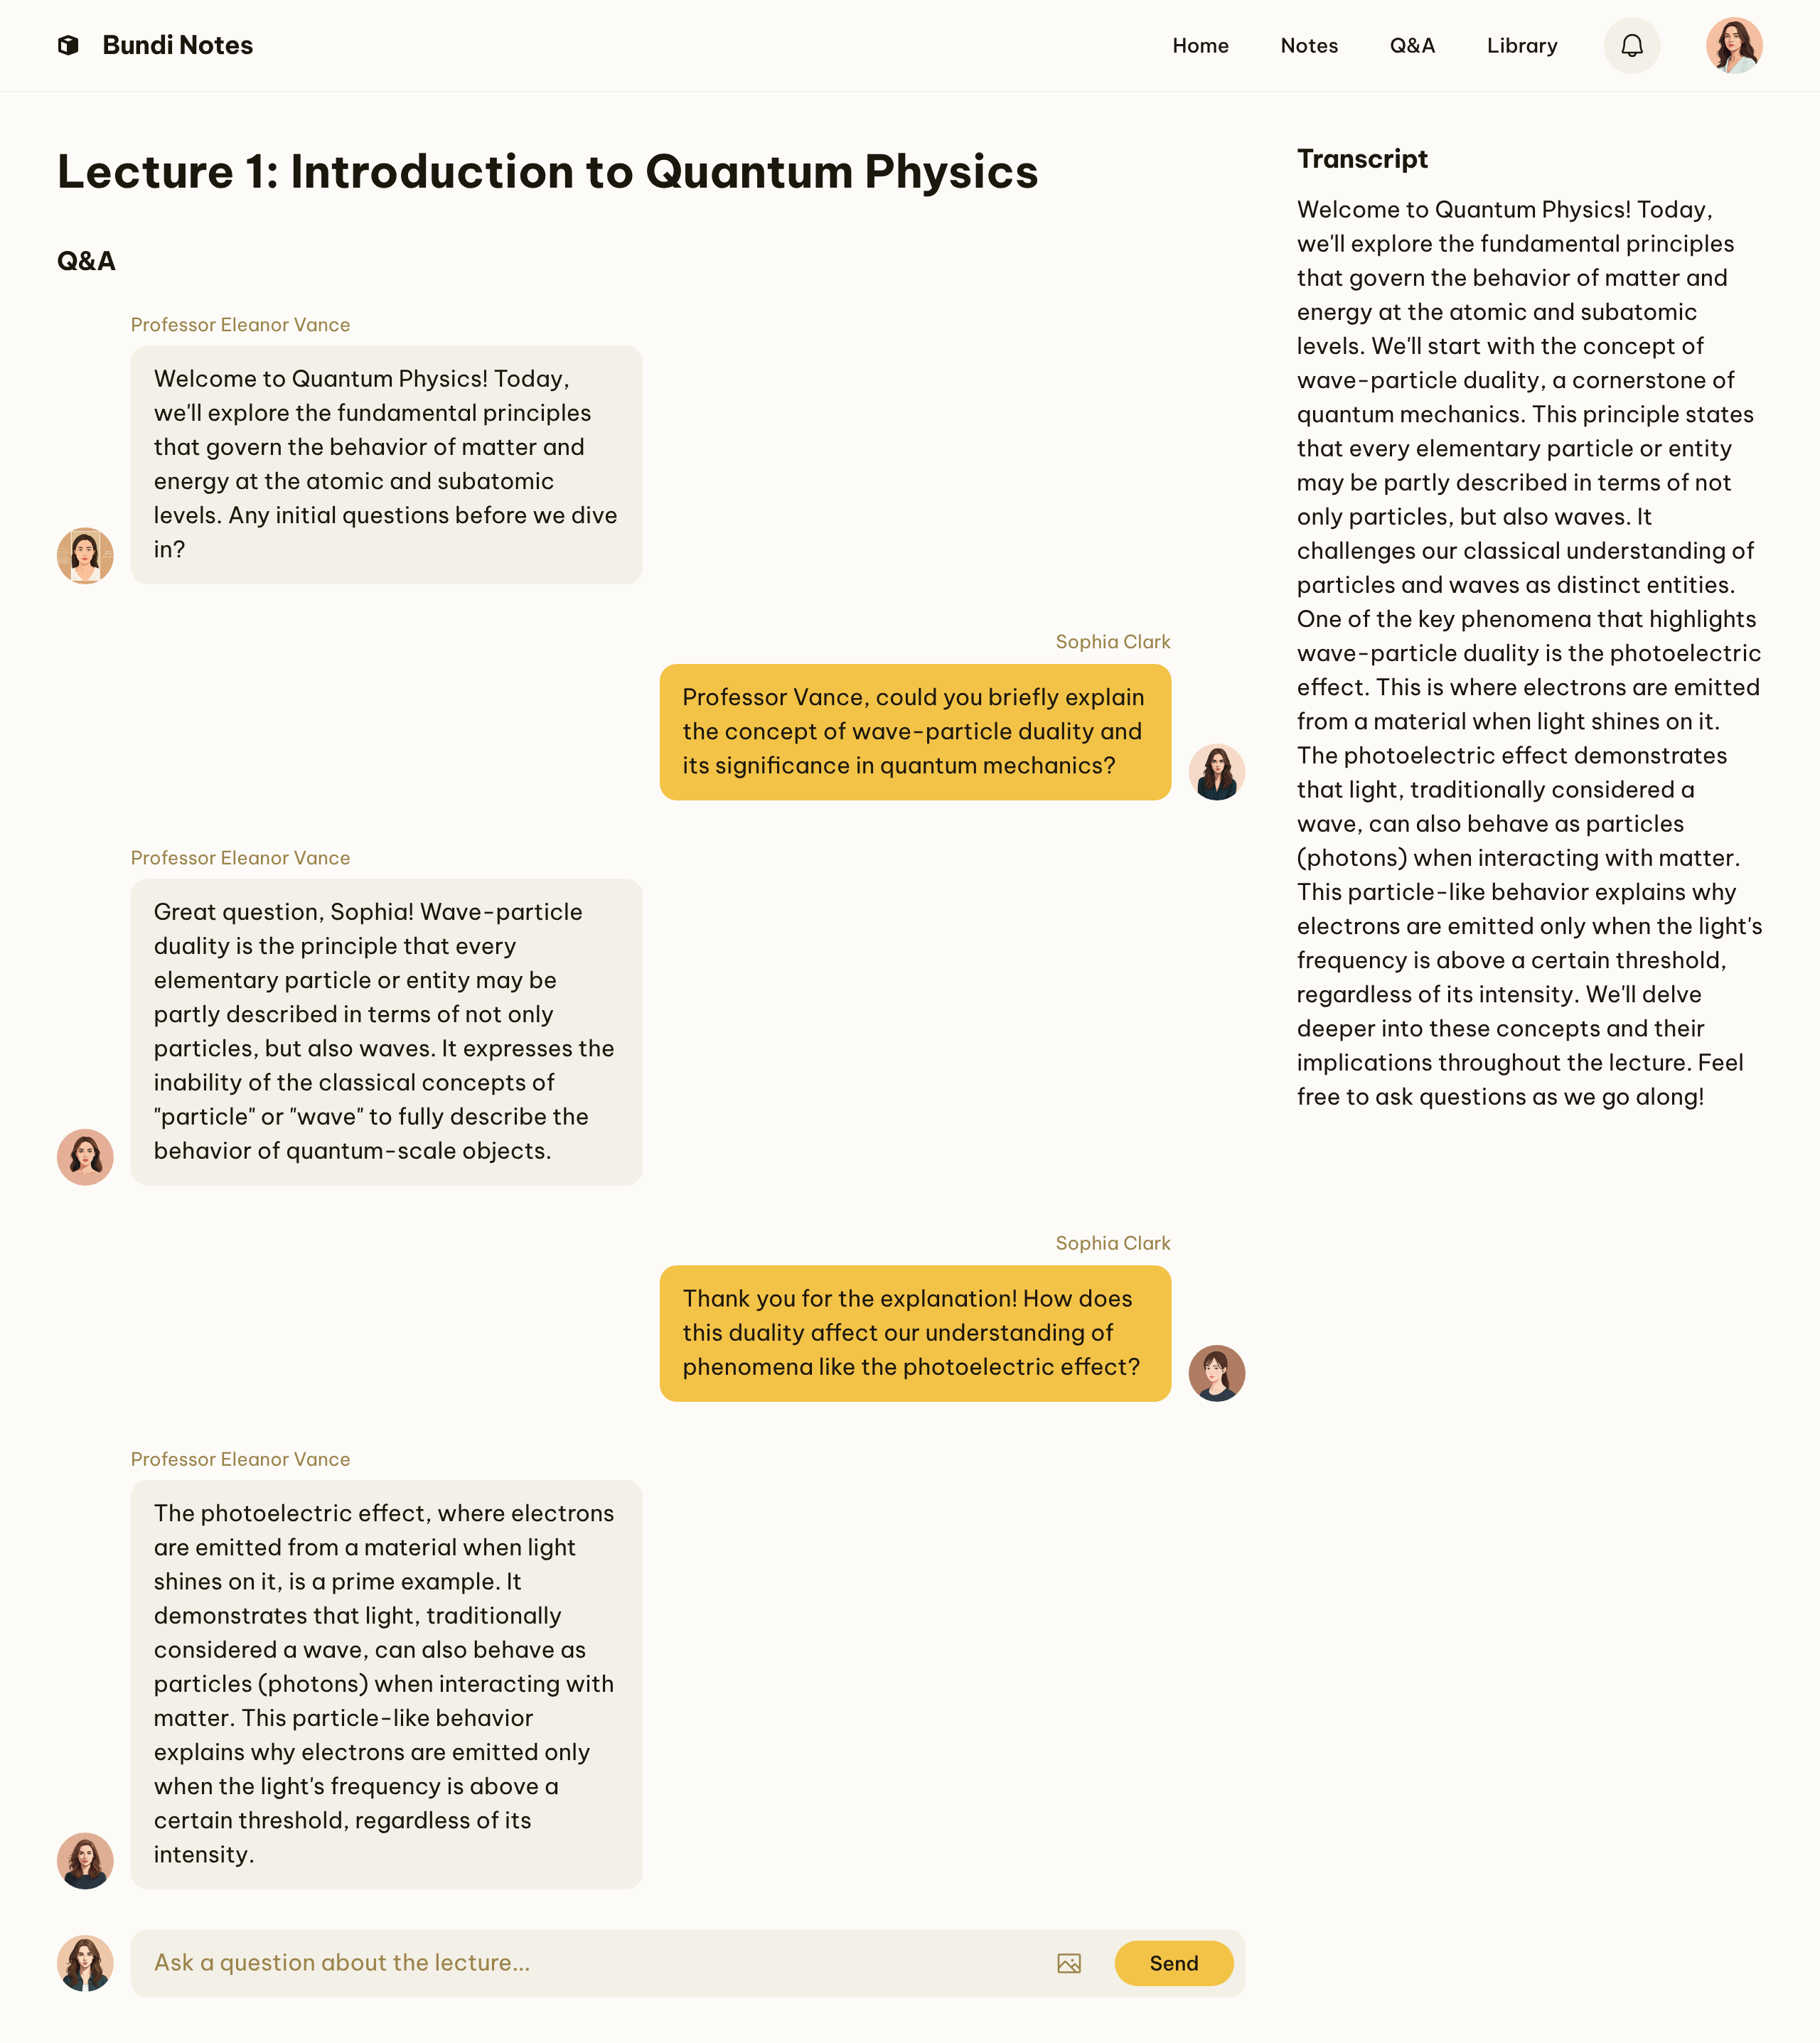 Bundi Notes
Home
Notes
Q&A
Library
Lecture 1: Introduction to Quantum Physics
Q&A
Professor Eleanor Vance
Welcome to Quantum Physics! Today,
we'll explore the fundamental principles
that govern the behavior of matter and
energy at the atomic and subatomic
levels. Any initial questions before we dive
in?
Sophia Clark
Professor Vance, could you briefly explain
the concept of wave-particle duality and
its significance in quantum mechanics?
Professor Eleanor Vance
Great question, Sophia! Wave-particle
duality is the principle that every
elementary particle or entity may be
partly described in terms of not only
particles, but also waves. It expresses the
inability of the classical concepts of
"particle" or "wave" to fully describe the
behavior of quantum-scale objects.
Sophia Clark
Thank you for the explanation! How does
this duality affect our understanding of
phenomena like the photoelectric effect?
Professor Eleanor Vance
The photoelectric effect, where electrons
are emitted from a material when light
shines on it, is a prime example. It
demonstrates that light, traditionally
considered a wave, can also behave as
particles (photons) when interacting with
matter. This particle-like behavior
explains why electrons are emitted only
when the light's frequency is above a
certain threshold, regardless of its
intensity.
Ask a question about the lecture...
Send
Transcript
Welcome to Quantum Physics! Today,
we'll explore the fundamental principles
that govern the behavior of matter and
energy at the atomic and subatomic
levels. We'll start with the concept of
wave-particle duality, a cornerstone of
quantum mechanics. This principle states
that every elementary particle or entity
may be partly described in terms of not
only particles, but also waves. It
challenges our classical understanding of
particles and waves as distinct entities.
One of the key phenomena that highlights
wave-particle duality is the photoelectric
effect. This is where electrons are emitted
from a material when light shines on it.
The photoelectric effect demonstrates
that light, traditionally considered a
wave, can also behave as particles
(photons) when interacting with matter.
This particle-like behavior explains why
electrons are emitted only when the light's
frequency is above a certain threshold,
regardless of its intensity. We'll delve
deeper into these concepts and their
implications throughout the lecture. Feel
free to ask questions as we go along!